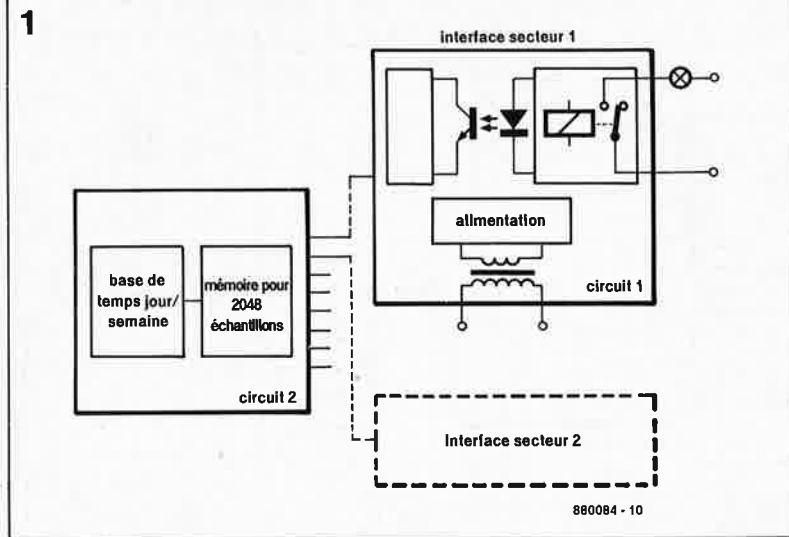 1
interface secteur 1
alimentation
circuit 1
base de
temps jour/
semaine
mémoire pour
2048
échantillons
circuit 2
Interface secteur 2
880084 - 10